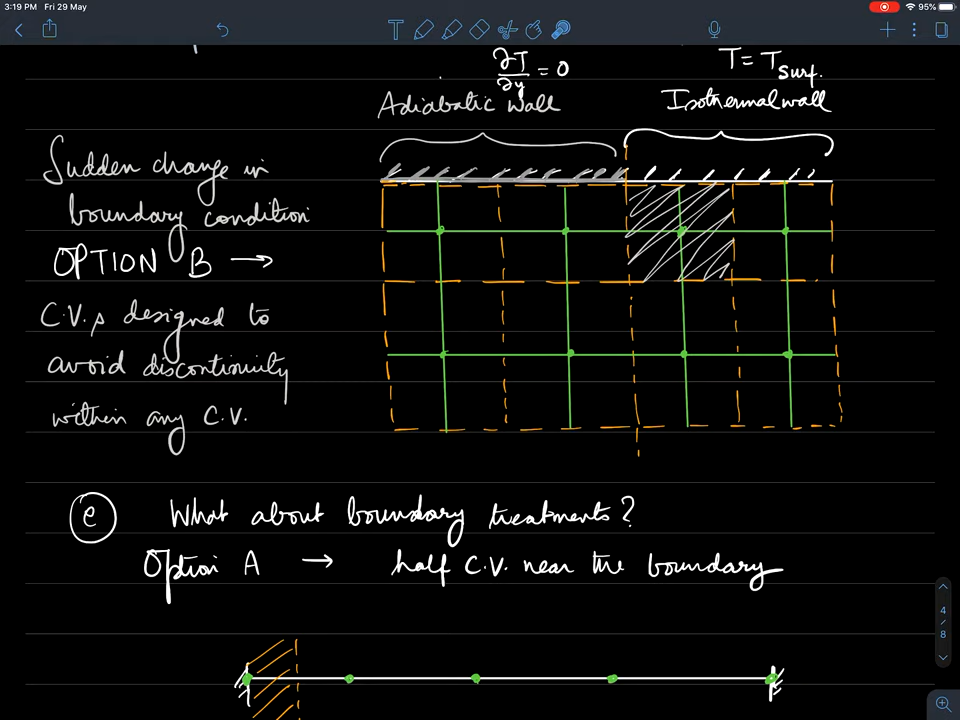 3:19 PM Fri 29 May
95%
∂T/∂y = 0
T = Tsurf.
Adiabatic wall
Isothermal wall
Sudden change in
boundary condition
OPTION B →
C.V.s designed to
avoid discontinuity
within any C.V.
(e) What about boundary treatments?
Option A → half C.V. near the boundary
4
/
8